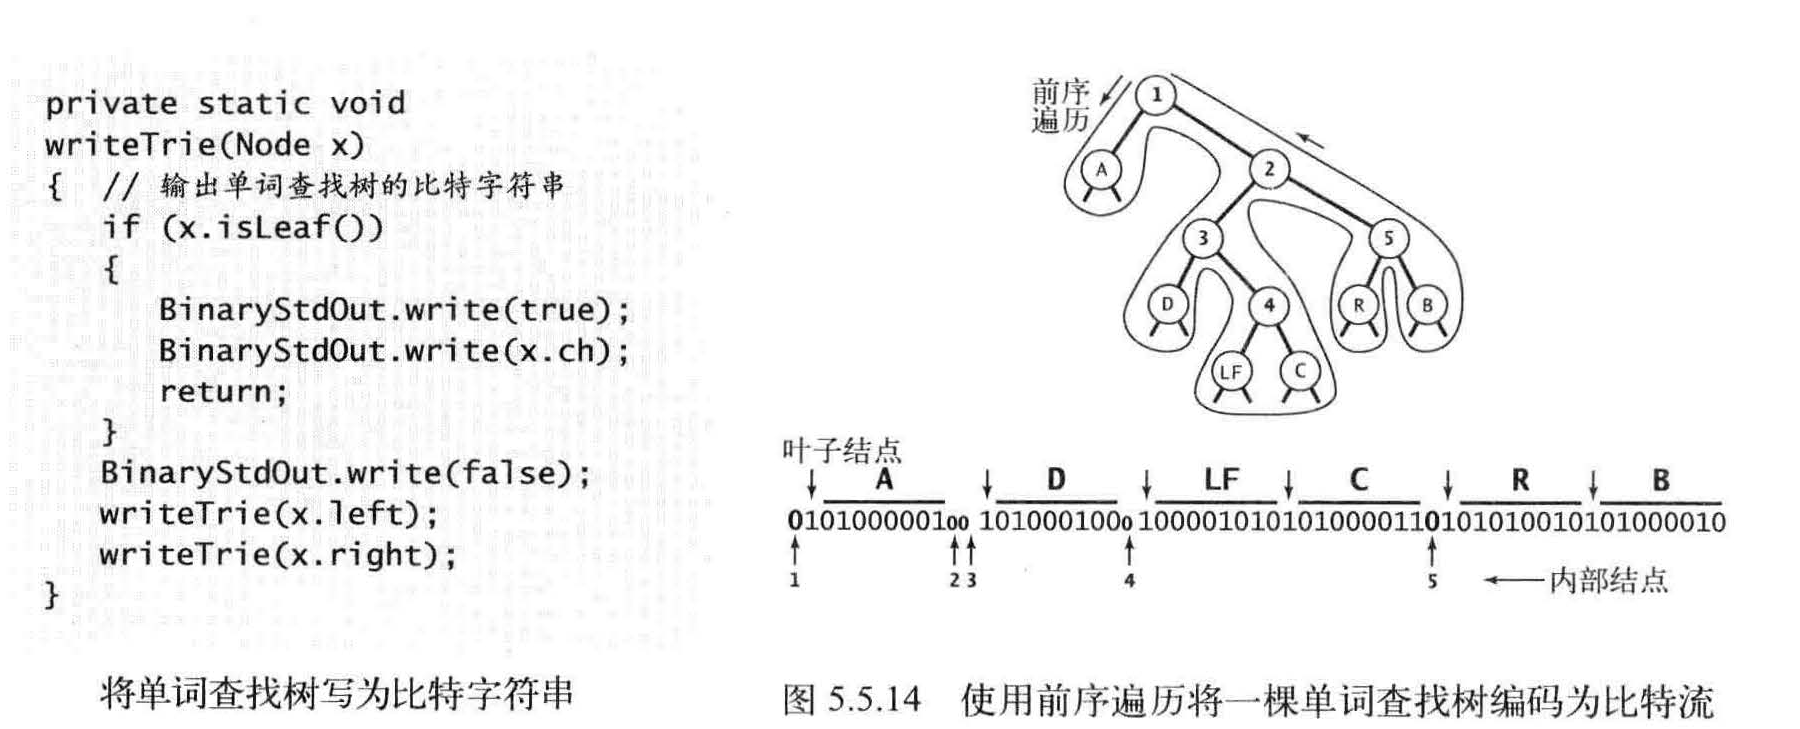 private static void
writeTrie(Node x)
{ // 输出单词查找树的比特字符串
if (x.isLeaf())
{
BinaryStdOut.write(true);
BinaryStdOut.write(x.ch);
return;
}
BinaryStdOut.write(false);
writeTrie(x.left);
writeTrie(x.right);
}
将单词查找树写为比特字符串
前序
遍历
1
A
2
3
5
D
4
R
B
LF
C
叶子结点
A D LF C R B
010100000100 1010001000 100001010101000011010101001010101000010
1 2 3 4 5 内部结点
图 5.5.14 使用前序遍历将一棵单词查找树编码为比特流